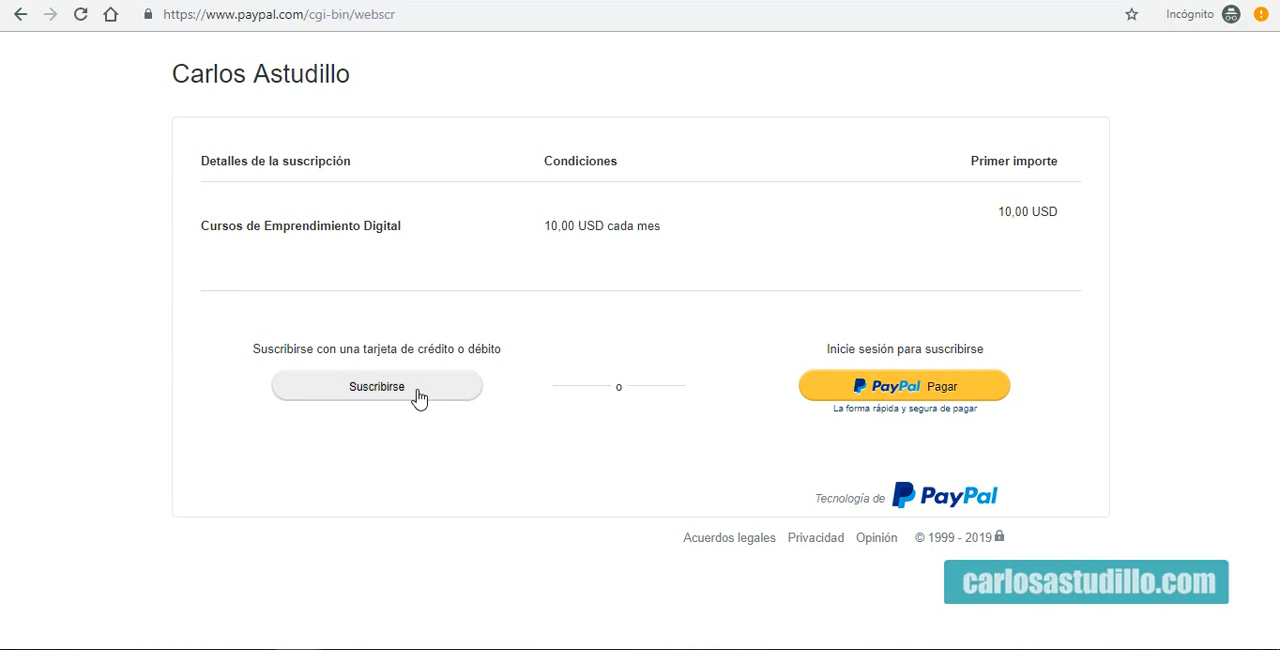 https://www.paypal.com/cgi-bin/webscr
Incógnito
Carlos Astudillo
Detalles de la suscripción Condiciones Primer importe
Cursos de Emprendimiento Digital 10,00 USD cada mes 10,00 USD
Suscribirse con una tarjeta de crédito o débito Inicie sesión para suscribirse
Suscribirse o PayPal Pagar
La forma rápida y segura de pagar
Tecnología de PayPal
Acuerdos legales Privacidad Opinión © 1999 - 2019
carlosastudillo.com